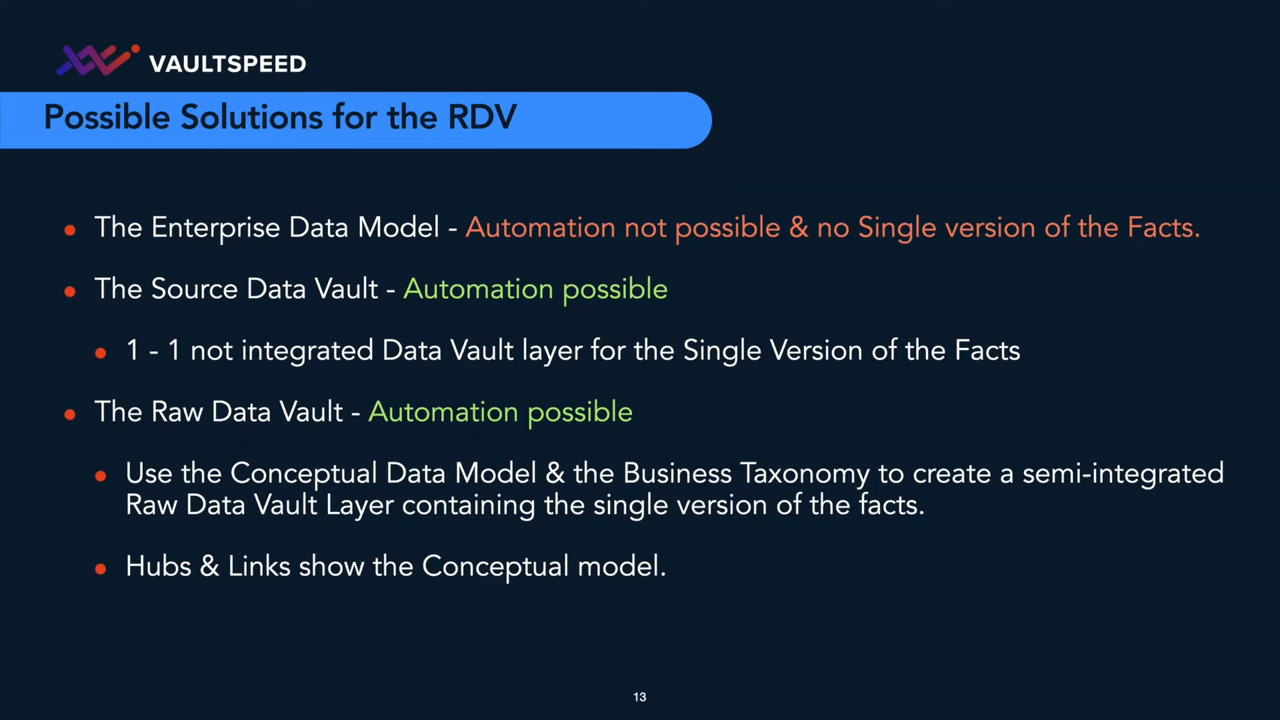 VAULTSPEED
Possible Solutions for the RDV
The Enterprise Data Model - Automation not possible & no Single version of the Facts.
The Source Data Vault - Automation possible
1 - 1 not integrated Data Vault layer for the Single Version of the Facts
The Raw Data Vault - Automation possible
Use the Conceptual Data Model & the Business Taxonomy to create a semi-integrated
Raw Data Vault Layer containing the single version of the facts.
Hubs & Links show the Conceptual model.
13